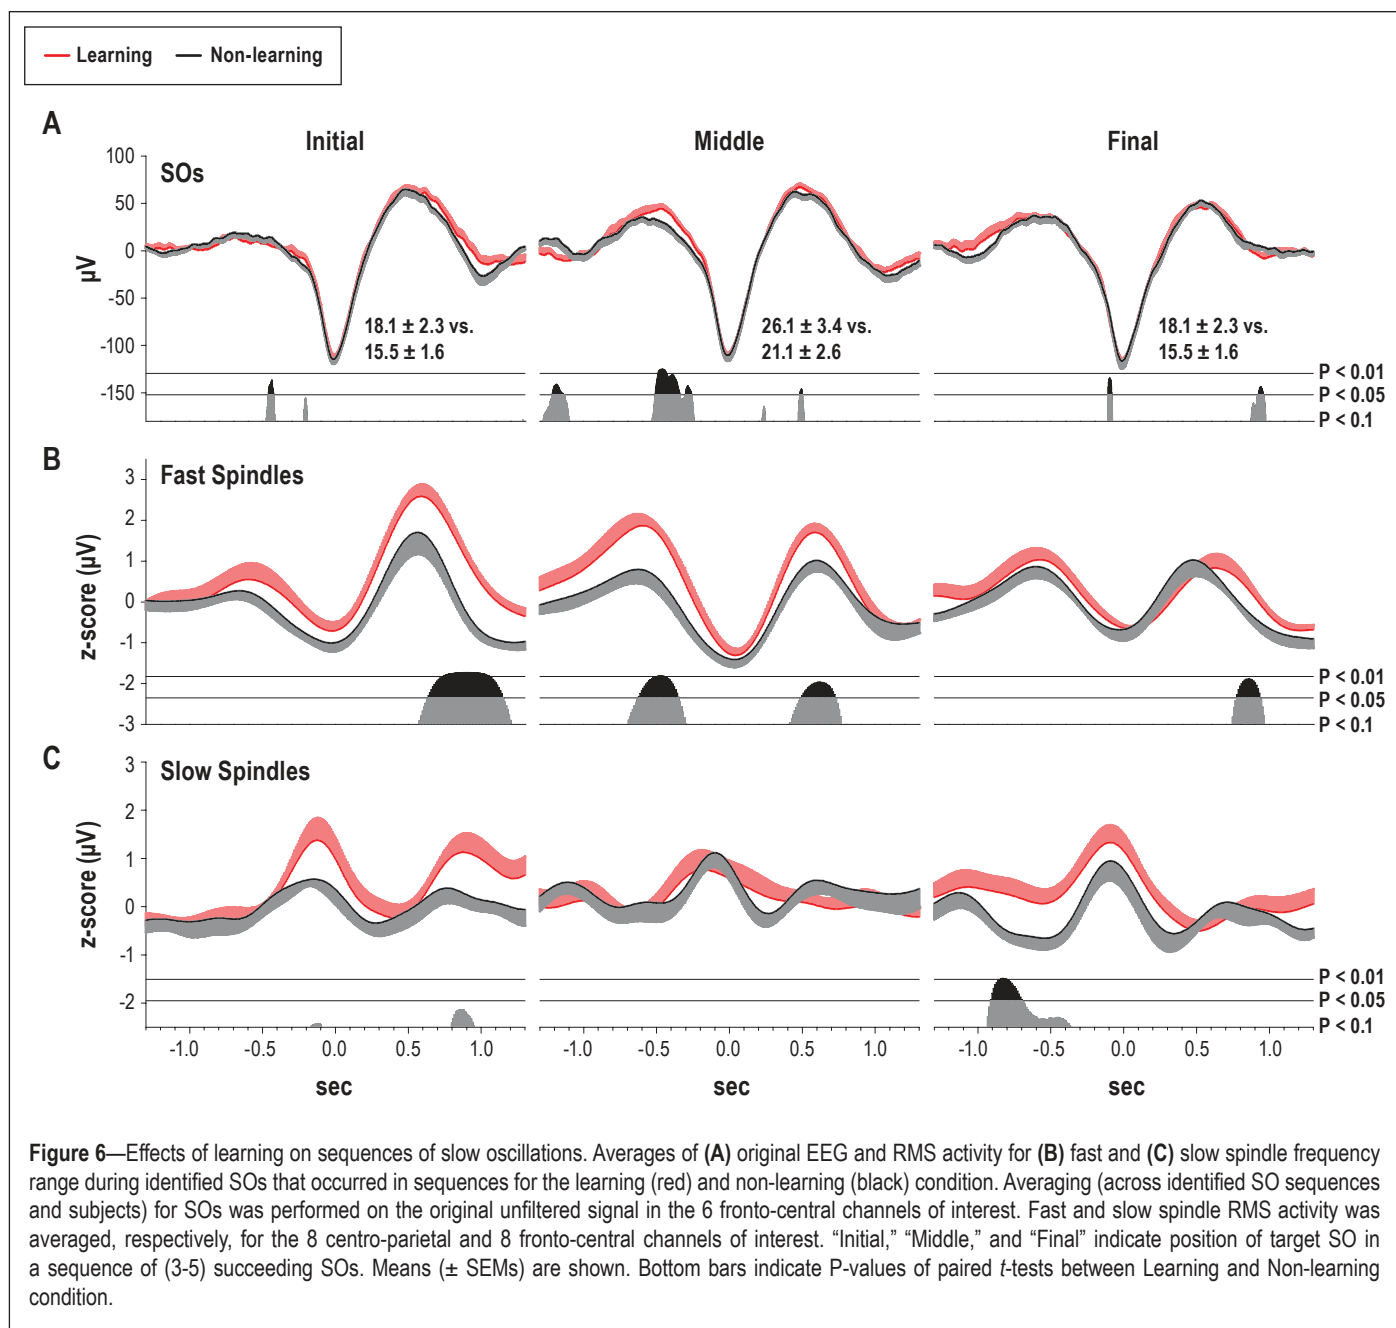 Learning Non-learning
A
Initial Middle Final
SOs
100
50
0
-50
-100
-150
µV
18.1 ± 2.3 vs.
15.5 ± 1.6
26.1 ± 3.4 vs.
21.1 ± 2.6
18.1 ± 2.3 vs.
15.5 ± 1.6
P < 0.01
P < 0.05
P < 0.1
B
Fast Spindles
3
2
1
0
-1
-2
-3
z-score (µV)
P < 0.01
P < 0.05
P < 0.1
C
Slow Spindles
3
2
1
0
-1
-2
z-score (µV)
P < 0.01
P < 0.05
P < 0.1
-1.0 -0.5 0.0 0.5 1.0 -1.0 -0.5 0.0 0.5 1.0 -1.0 -0.5 0.0 0.5 1.0
sec sec sec
Figure 6—Effects of learning on sequences of slow oscillations. Averages of (A) original EEG and RMS activity for (B) fast and (C) slow spindle frequency
range during identified SOs that occurred in sequences for the learning (red) and non-learning (black) condition. Averaging (across identified SO sequences
and subjects) for SOs was performed on the original unfiltered signal in the 6 fronto-central channels of interest. Fast and slow spindle RMS activity was
averaged, respectively, for the 8 centro-parietal and 8 fronto-central channels of interest. “Initial,” “Middle,” and “Final” indicate position of target SO in
a sequence of (3-5) succeeding SOs. Means (± SEMs) are shown. Bottom bars indicate P-values of paired t-tests between Learning and Non-learning
condition.